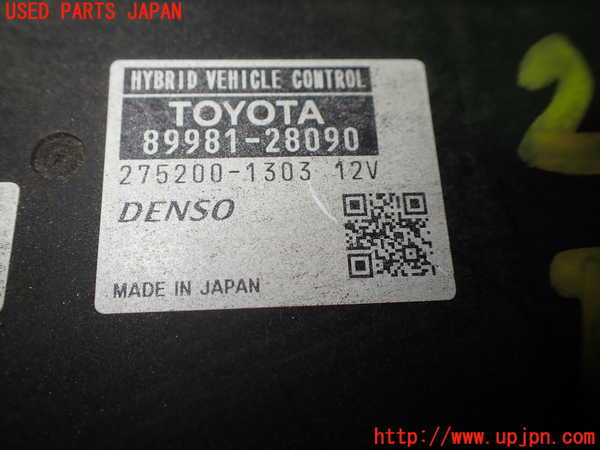 USED PARTS JAPAN
HYBRID VEHICLE CONTROL
TOYOTA
89981-28090
275200-1303 12V
DENSO
MADE IN JAPAN
2
http://www.upjpn.com/